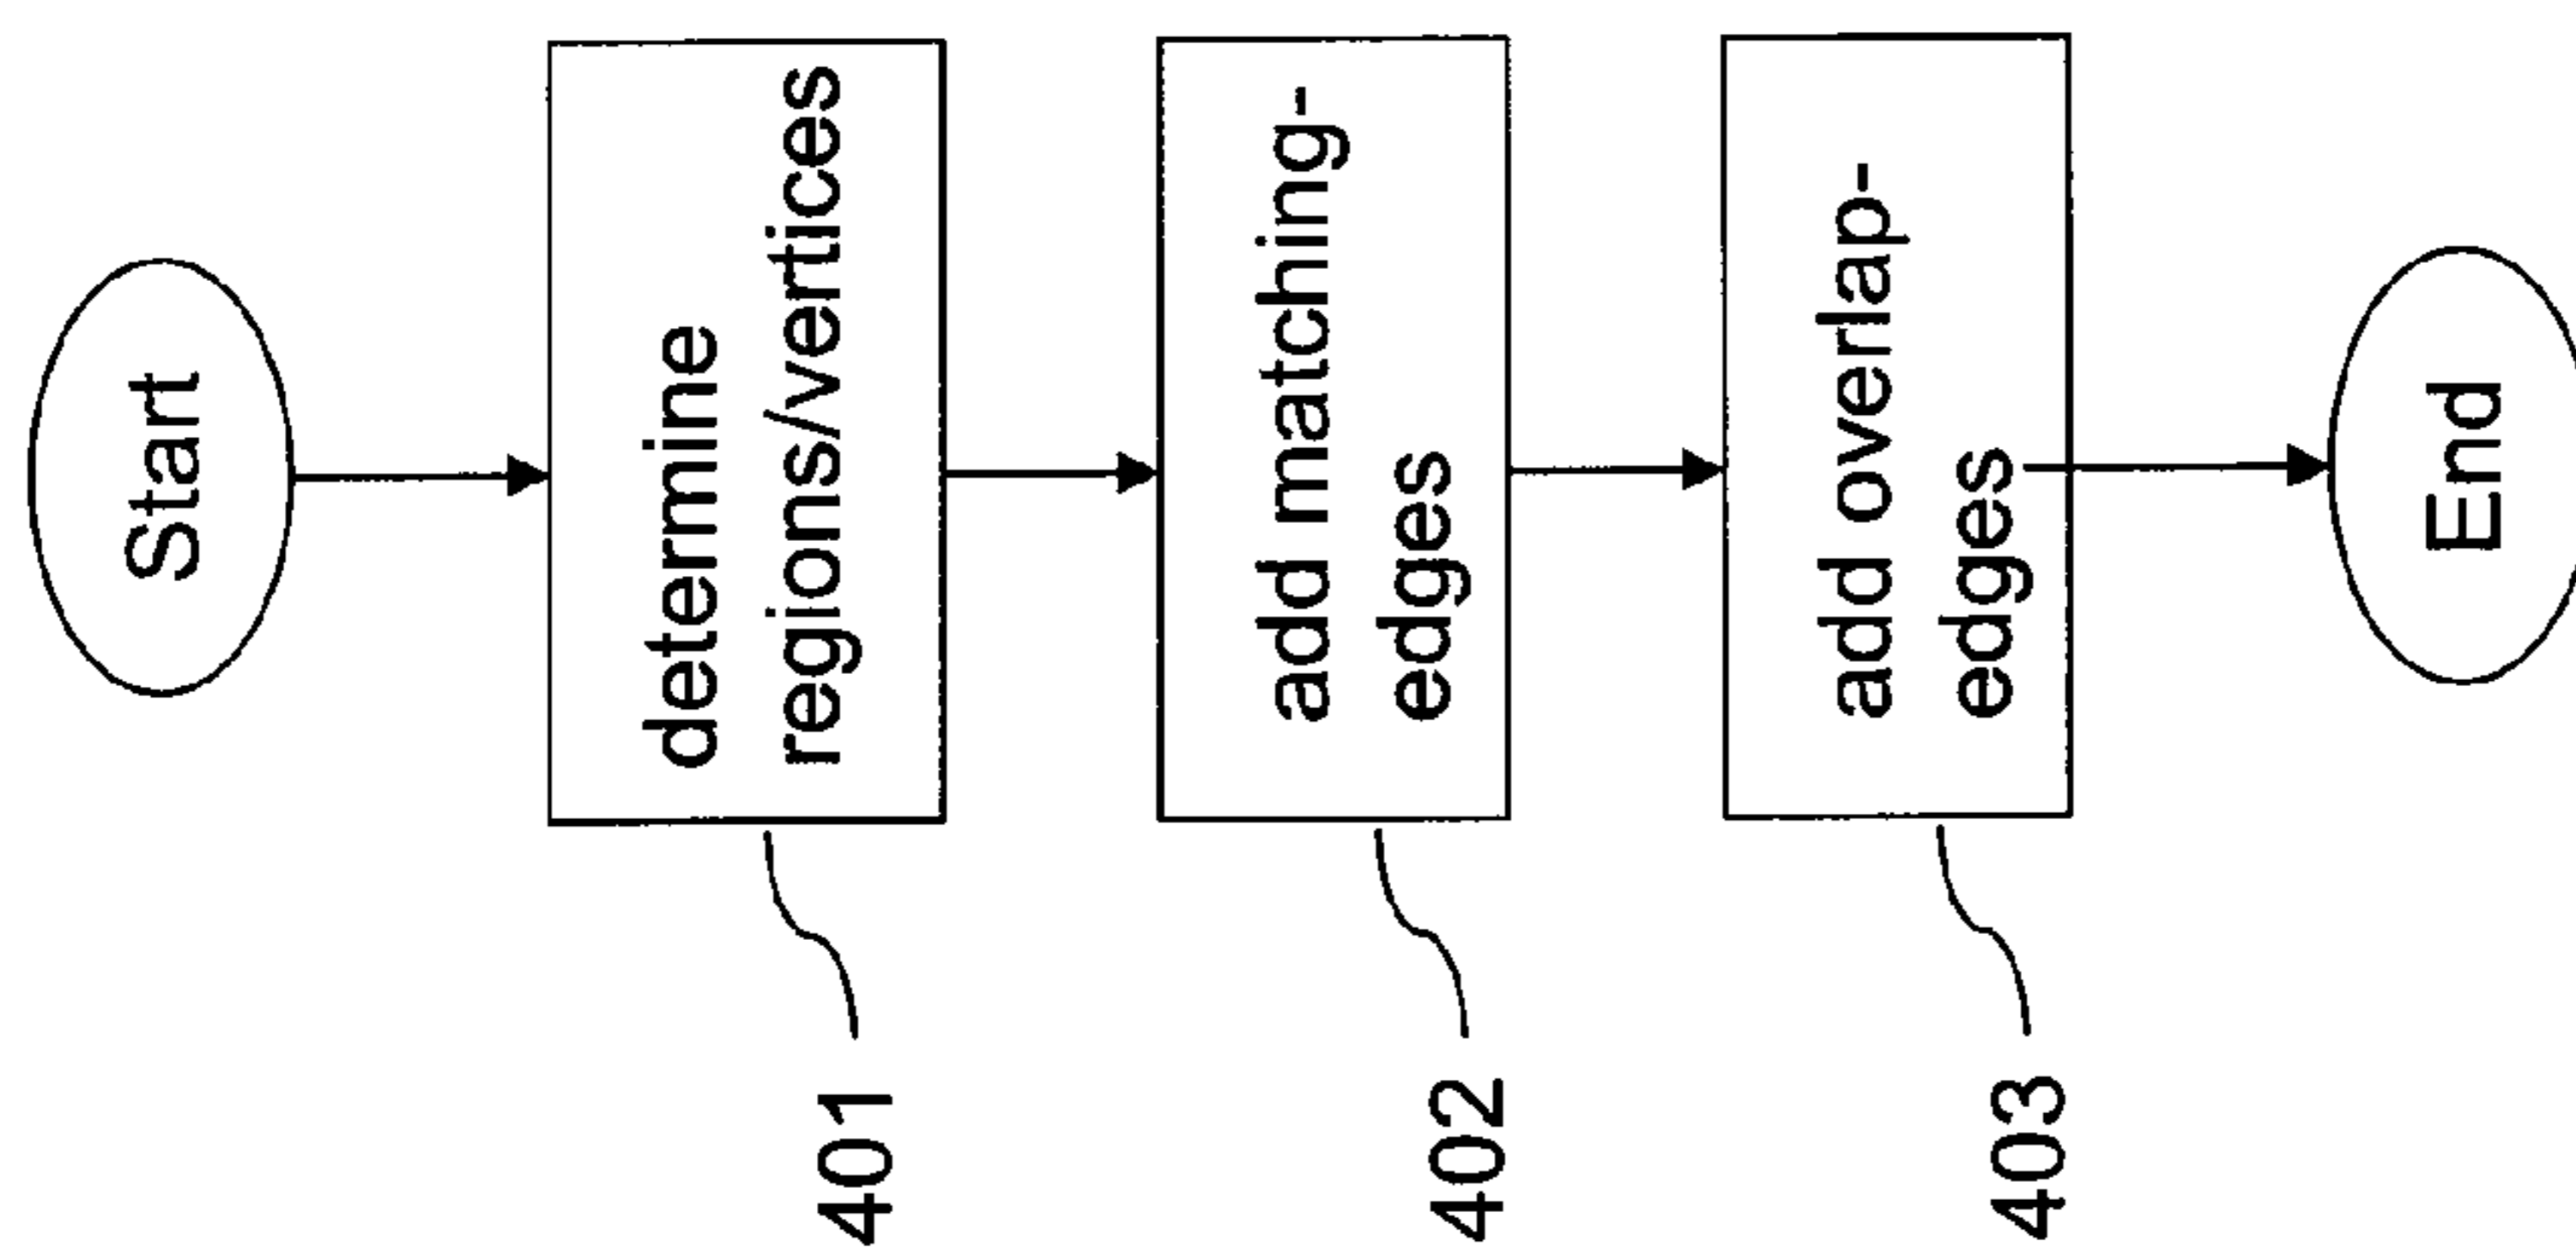 Start
determine
regions/vertices
401
add matching-
edges
402
add overlap-
edges
403
End